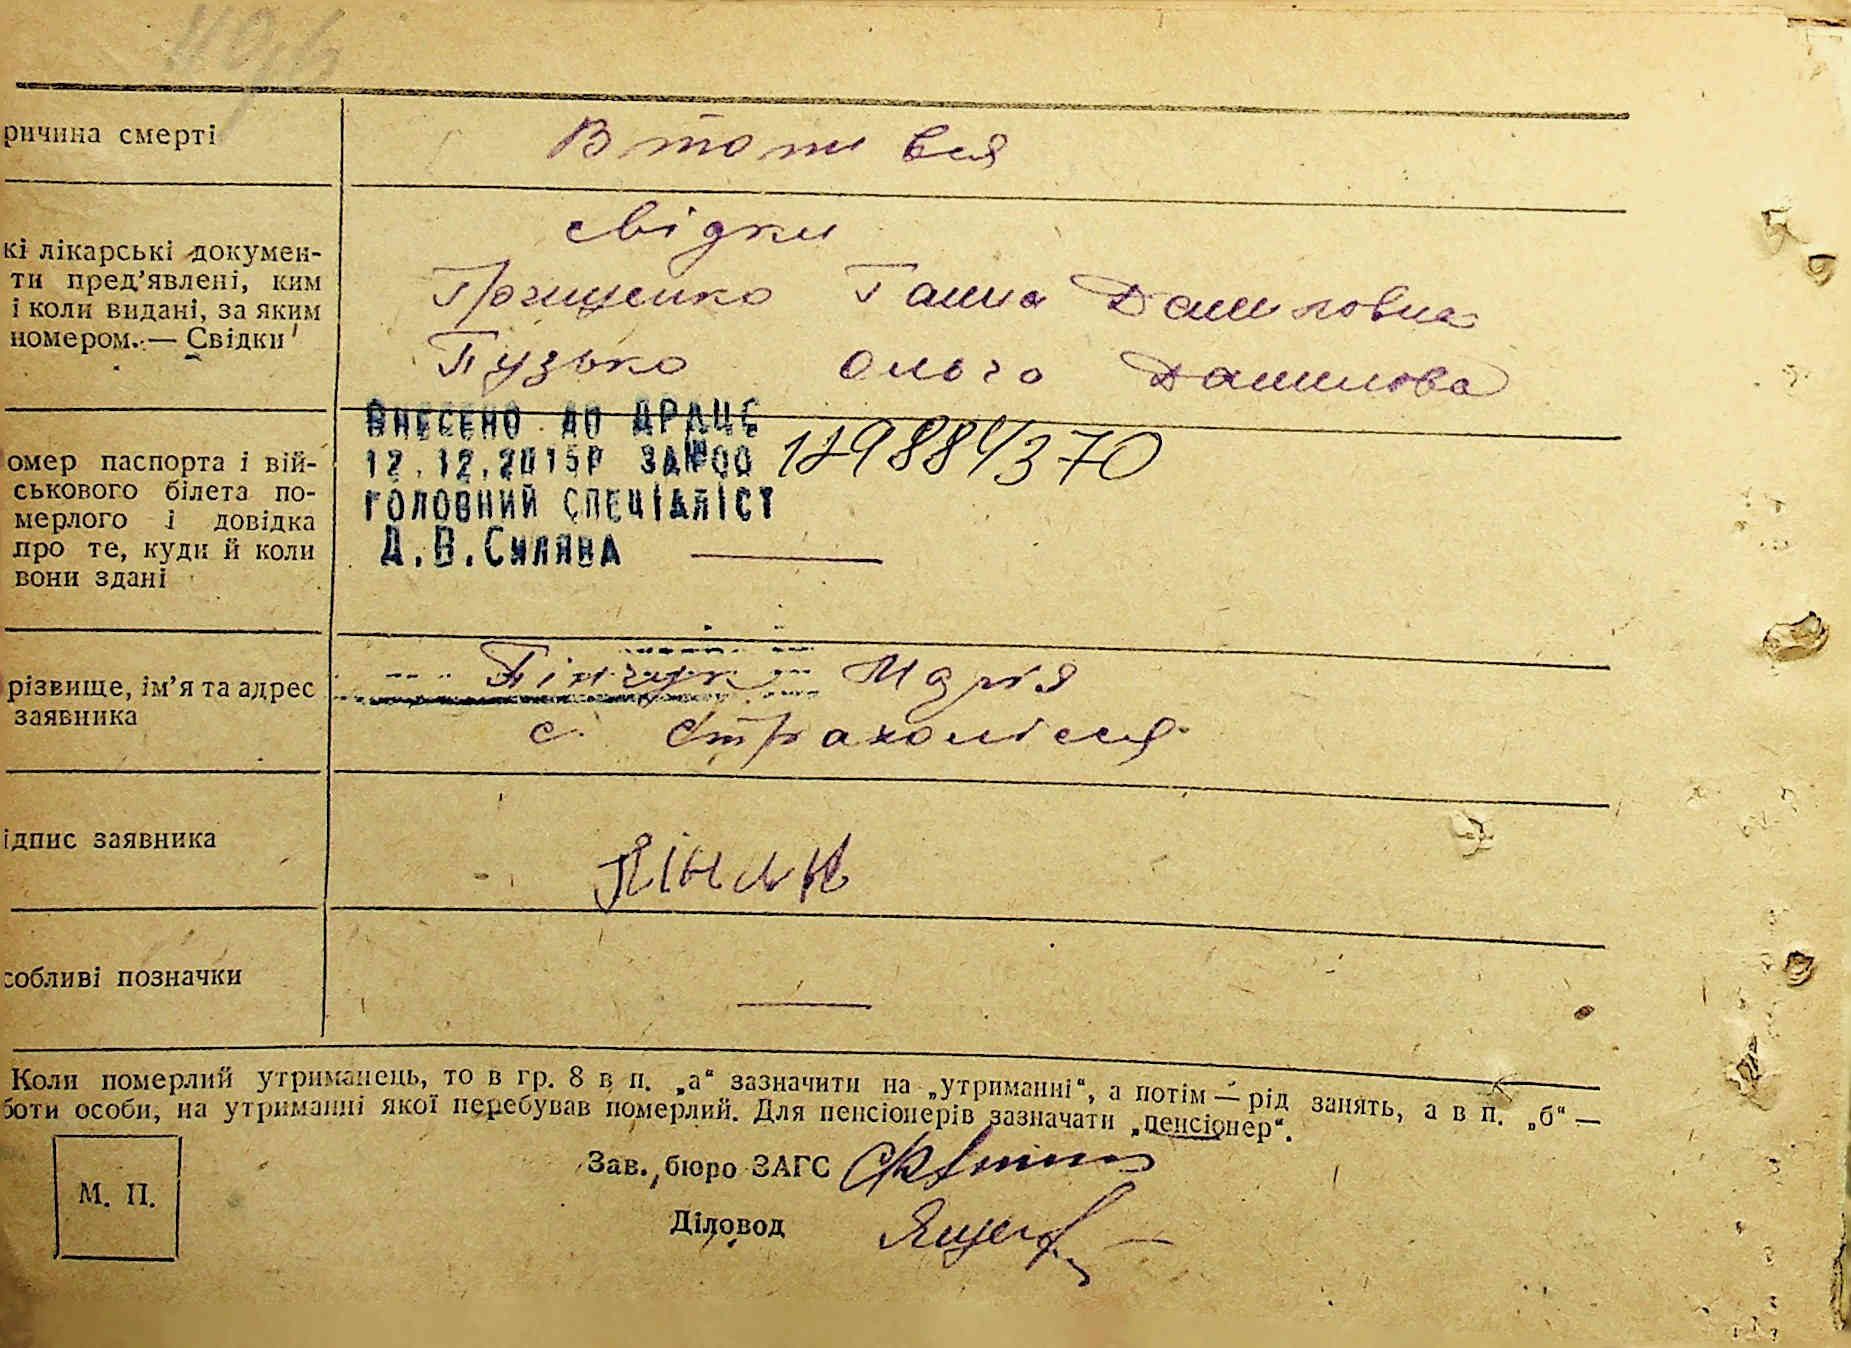 ричина смерті
Втопився
кі лікарські докумен-
ти пред’явлені, ким
і коли видані, за яким
номером. — Свідки
свідки
Грищенко Ганна Даниловна
Пузько Ольга Данилова
омер паспорта і вій-
ськового білета по-
мерлого і довідка
про те, куди й коли
вони здані
ВНЕСЕНО ДО ДРАЦС
12.12.2015Р ЗА№00
ГОЛОВНИЙ СПЕЦІАЛІСТ
Д.В.Силява
різвище, ім’я та адрес
заявника
Пінчук Марія
с. Страхолісся
ідпис заявника
собливі позначки
Коли померлий утриманець, то в гр. 8 в п. „а“ зазначити на „утриманні“, а потім — рід занять, а в п. „б“ —
боти особи, на утриманні якої перебував померлий. Для пенсіонерів зазначати „пенсіонер“.
М. П.
Зав. бюро ЗАГС
Діловод